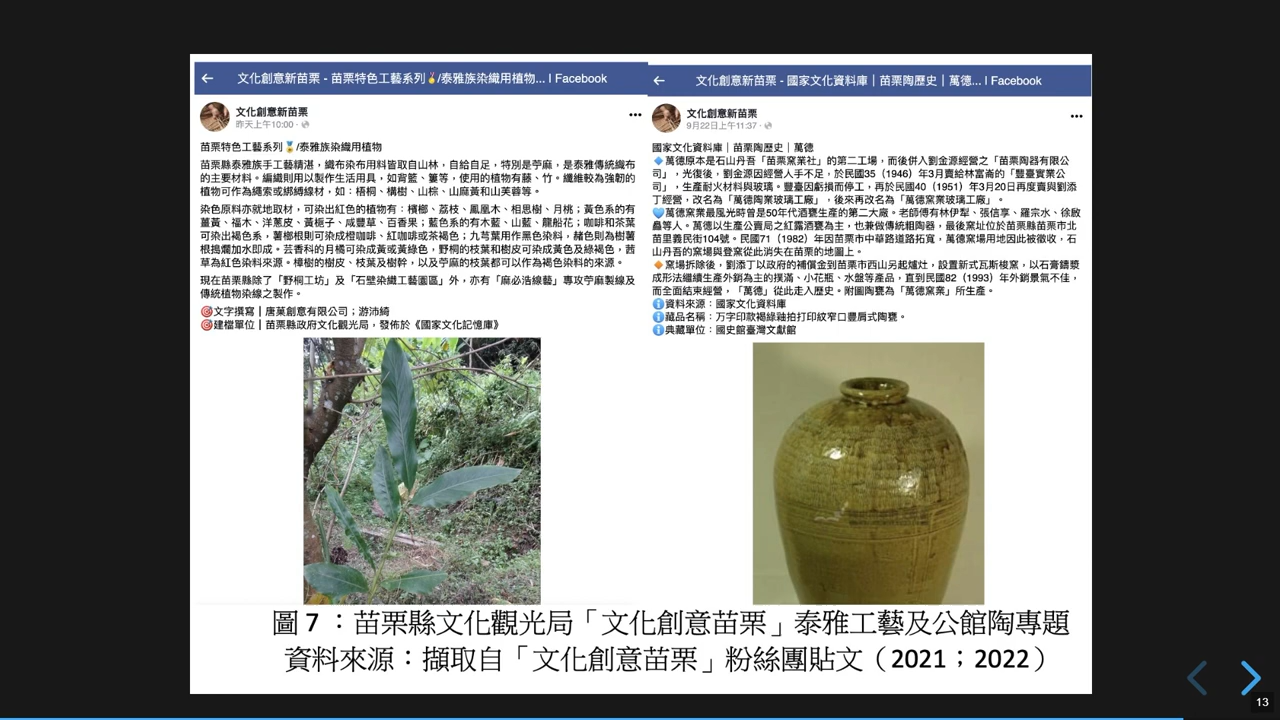 文化創意新苗栗 - 苗栗特色工藝系列🏅/泰雅族染織用植物... | Facebook
文化創意新苗栗
昨天上午10:00
苗栗特色工藝系列🏅/泰雅族染織用植物
苗栗縣泰雅族手工藝精湛，織布染布用料皆取自山林，自給自足，特別是苧麻，是泰雅傳統織布
的主要材料。編織則用以製作生活用具，如背籃、簍等，使用的植物有藤、竹。纖維較為強韌的
植物可作為繩索或綁縛線材，如：梧桐、構樹、山棕、山麻黃和山芙蓉等。
染色原料亦就地取材，可染出紅色的植物有：檳榔、荔枝、鳳凰木、相思樹、月桃；黃色系的有
薑黃、福木、洋蔥皮、黃梔子、咸豐草、百香果；藍色系的有木藍、山藍、龍船花；咖啡和茶葉
可染出褐色系，薯榔根則可染成橙咖啡、紅咖啡或茶褐色；九芎葉用作黑色染料，赭色則為樹薯
根搗爛加水即成。芸香科的月橘可染成黃或黃綠色，野桐的枝葉和樹皮可染成黃色及綠褐色，茜
草為紅色染料來源。樟樹的樹皮、枝葉及樹幹，以及苧麻的枝葉都可以作為褐色染料的來源。
現在苗栗縣除了「野桐工坊」及「石壁染織工藝園區」外，亦有「麻必浩線藝」專攻苧麻製線及
傳統植物染線之製作。
🎯文字撰寫｜唐菓創意有限公司；游沛綺
🎯建檔單位｜苗栗縣政府文化觀光局，發佈於《國家文化記憶庫》
文化創意新苗栗 - 國家文化資料庫｜苗栗陶歷史｜萬德... | Facebook
文化創意新苗栗
9月22日上午11:37
國家文化資料庫｜苗栗陶歷史｜萬德
🔹萬德原本是石山丹吾「苗栗窯業社」的第二工場，而後併入劉金源經營之「苗栗陶器有限公
司」，光復後，劉金源因經營人手不足，於民國35（1946）年3月賣給林富崙的「豐臺實業公
司」，生產耐火材料與玻璃。豐臺因虧損而停工，再於民國40（1951）年3月20日再度賣與劉添
丁經營，改名為「萬德陶業玻璃工廠」，後來再改名為「萬德窯業玻璃工廠」。
💙萬德窯業最風光時曾是50年代酒甕生產的第二大廠。老師傅有林伊犁、張信享、羅宗水、徐啟
矗等人。萬德以生產公賣局之紅露酒甕為主，也兼做傳統粗陶器，最後窯址位於苗栗縣苗栗市北
苗里義民街104號。民國71（1982）年因苗栗市中華路道路拓寬，萬德窯場用地因此被徵收，石
山丹吾的窯場與登窯從此消失在苗栗的地圖上。
🔸窯場拆除後，劉添丁以政府的補償金到苗栗市西山另起爐灶，設置新式瓦斯梭窯，以石膏鑄漿
成形法繼續生產外銷為主的撲滿、小花瓶、水盤等產品，直到民國82（1993）年外銷景氣不佳，
而全面結束經營，「萬德」從此走入歷史。附圖陶甕為「萬德窯業」所生產。
ℹ️資料來源：國家文化資料庫
ℹ️藏品名稱：万字印款褐綠釉拍打印紋窄口豐肩式陶甕。
ℹ️典藏單位：國史館臺灣文獻館
圖 7 ：苗栗縣文化觀光局「文化創意苗栗」泰雅工藝及公館陶專題
資料來源：擷取自「文化創意苗栗」粉絲團貼文（2021；2022）
13